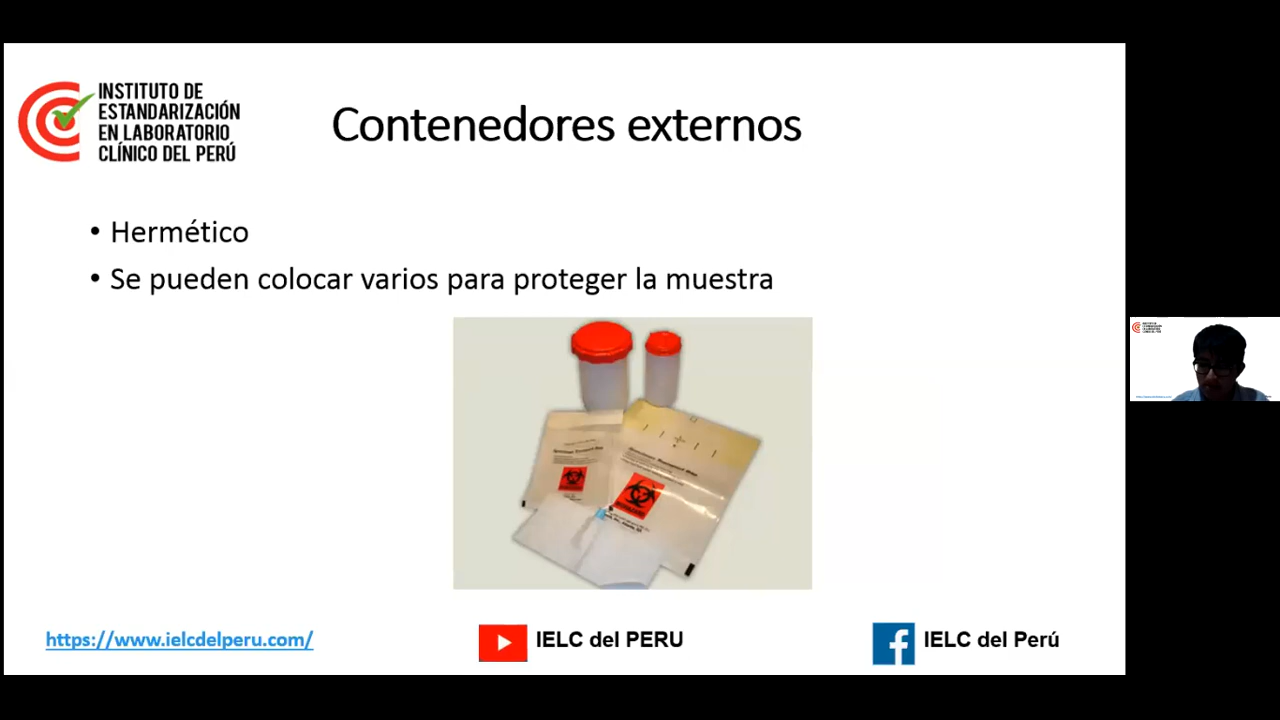 INSTITUTO DE
ESTANDARIZACIÓN
EN LABORATORIO
CLÍNICO DEL PERÚ
Contenedores externos
• Hermético
• Se pueden colocar varios para proteger la muestra
https://www.ielcdelperu.com/
IELC del PERU
IELC del Perú